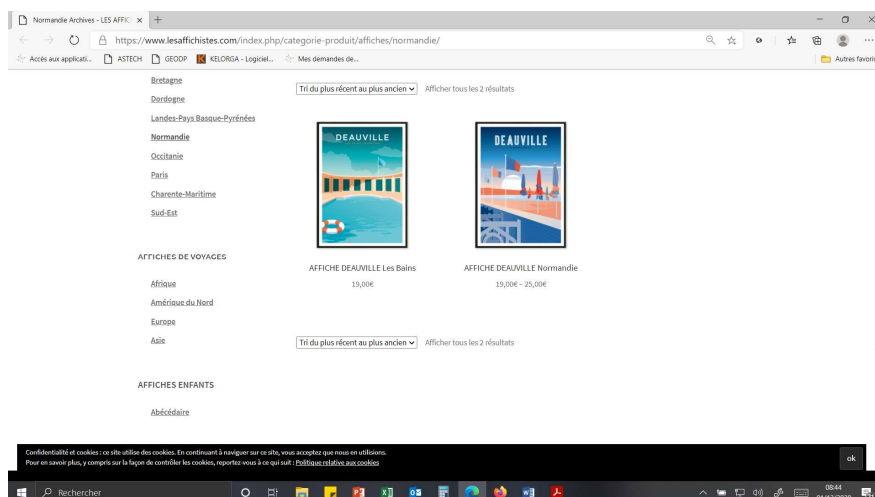 Normandie Archives - LES AFFIC
https://www.lesaffichistes.com/index.php/categorie-produit/affiches/normandie/
Accès aux applicati... ASTECH GEODP KELORGA - Logiciel... Mes demandes de... Autres favoris
Bretagne
Dordogne
Landes-Pays Basque-Pyrénées
Normandie
Occitanie
Paris
Charente-Maritime
Sud-Est
AFFICHES DE VOYAGES
Afrique
Amérique du Nord
Europe
Asie
AFFICHES ENFANTS
Abécédaire
Tri du plus récent au plus ancien Afficher tous les 2 résultats
DEAUVILLE
AFFICHE DEAUVILLE Les Bains
19,00€
DEAUVILLE
AFFICHE DEAUVILLE Normandie
19,00€ – 25,00€
Tri du plus récent au plus ancien Afficher tous les 2 résultats
Confidentialité et cookies : ce site utilise des cookies. En continuant à naviguer sur ce site, vous acceptez que nous en utilisions.
Pour en savoir plus, y compris sur la façon de contrôler les cookies, reportez-vous à ce qui suit : Politique relative aux cookies
ok
Rechercher
08:44